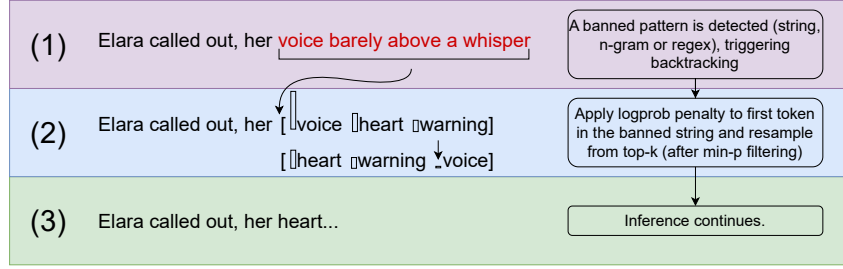 (1)
Elara called out, her voice barely above a whisper
A banned pattern is detected (string,
n-gram or regex), triggering
backtracking
(2)
Elara called out, her [voice heart warning]
[heart warning voice]
Apply logprob penalty to first token
in the banned string and resample
from top-k (after min-p filtering)
(3)
Elara called out, her heart...
Inference continues.